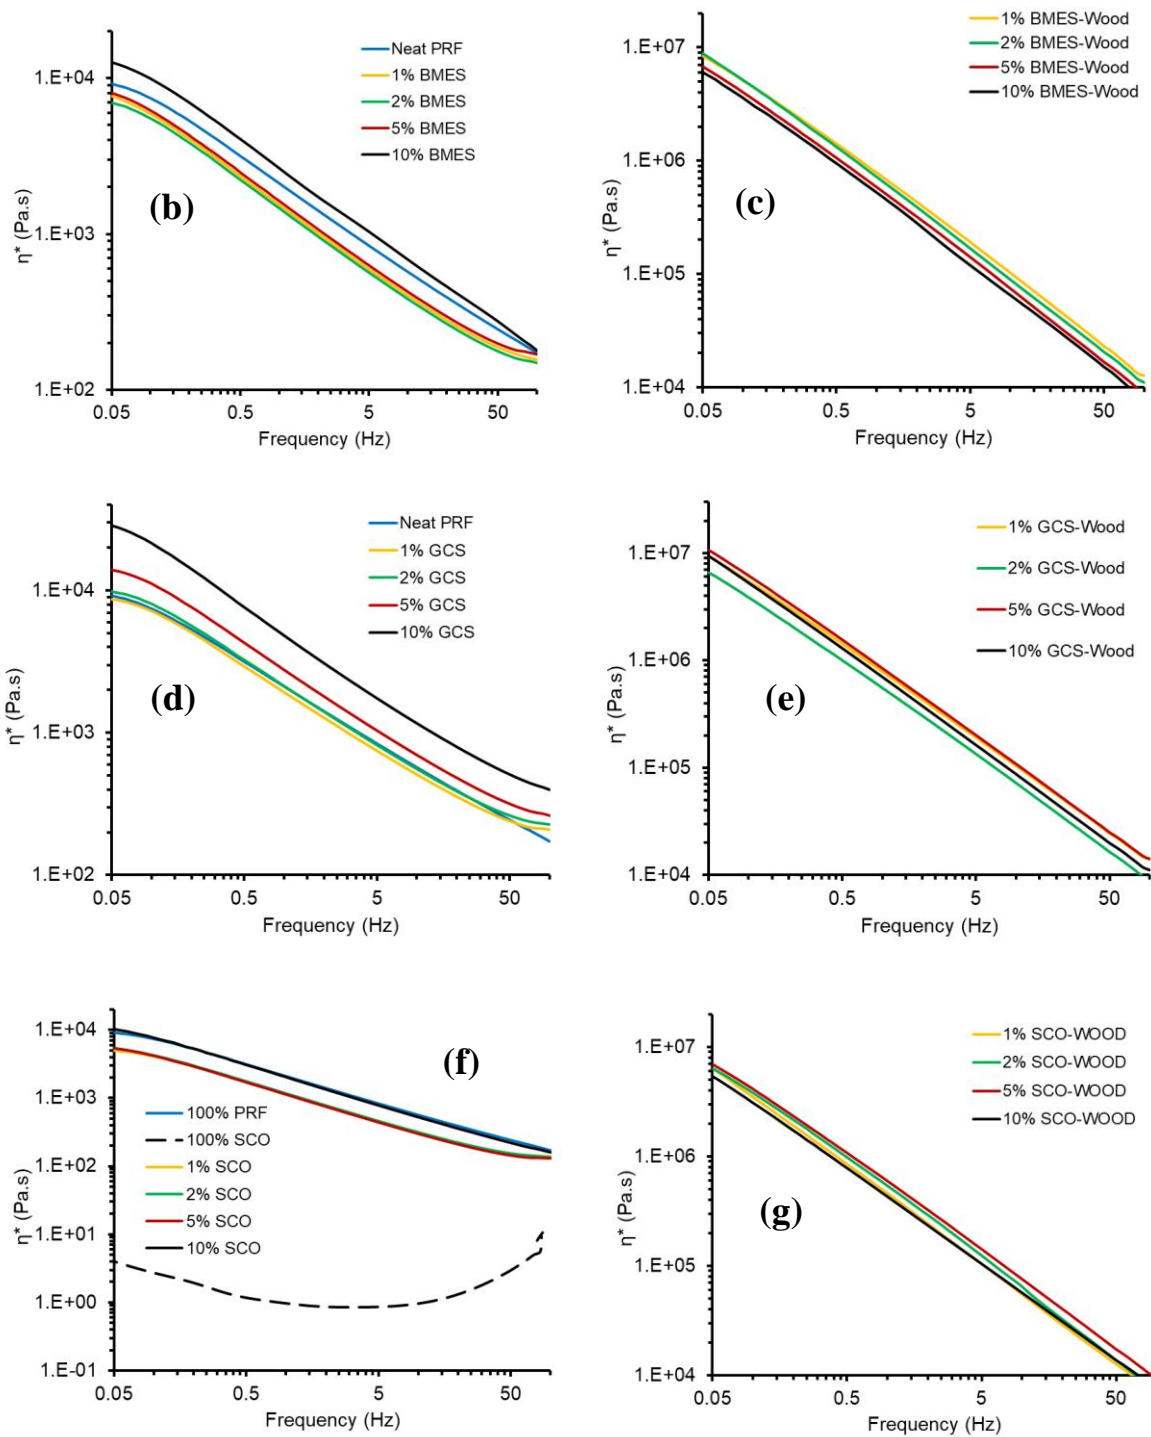 1.E+04
1.E+03
1.E+02
η* (Pa.s)
Neat PRF
1% BMES
2% BMES
5% BMES
10% BMES
(b)
0.05
0.5
5
50
Frequency (Hz)
1.E+07
1.E+06
1.E+05
1.E+04
η* (Pa.s)
1% BMES-Wood
2% BMES-Wood
5% BMES-Wood
10% BMES-Wood
(c)
0.05
0.5
5
50
Frequency (Hz)
1.E+04
1.E+03
1.E+02
η* (Pa.s)
Neat PRF
1% GCS
2% GCS
5% GCS
10% GCS
(d)
0.05
0.5
5
50
Frequency (Hz)
1.E+07
1.E+06
1.E+05
1.E+04
η* (Pa.s)
1% GCS-Wood
2% GCS-Wood
5% GCS-Wood
10% GCS-Wood
(e)
0.05
0.5
5
50
Frequency (Hz)
1.E+04
1.E+03
1.E+02
1.E+01
1.E+00
1.E-01
η* (Pa.s)
(f)
100% PRF
100% SCO
1% SCO
2% SCO
5% SCO
10% SCO
0.05
0.5
5
50
Frequency (Hz)
1.E+07
1.E+06
1.E+05
1.E+04
η* (Pa.s)
1% SCO-WOOD
2% SCO-WOOD
5% SCO-WOOD
10% SCO-WOOD
(g)
0.05
0.5
5
50
Frequency (Hz)